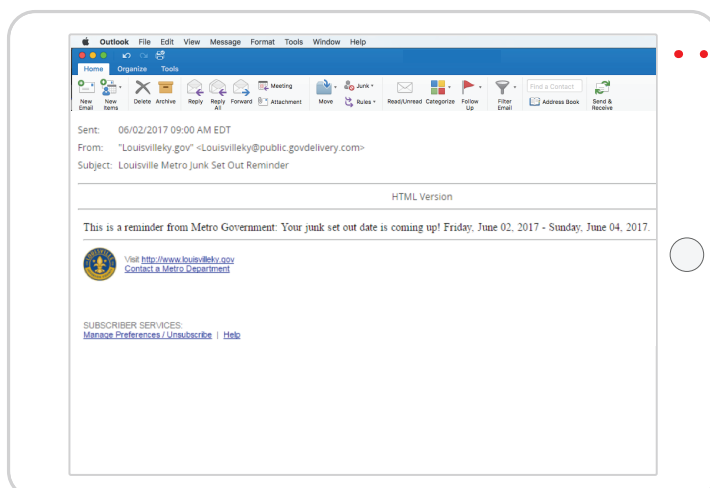 Outlook File Edit View Message Format Tools Window Help
Home Organize Tools
New Email New Items Delete Archive Reply Reply All Forward Meeting Attachment Move Junk Rules Read/Unread Categorize Follow Up Filter Email Find a Contact Address Book Send & Receive
Sent: 06/02/2017 09:00 AM EDT
From: "Louisvilleky.gov" <Louisvilleky@public.govdelivery.com>
Subject: Louisville Metro Junk Set Out Reminder
HTML Version
This is a reminder from Metro Government: Your junk set out date is coming up! Friday, June 02, 2017 - Sunday, June 04, 2017.
Visit http://www.louisvilleky.gov
Contact a Metro Department
SUBSCRIBER SERVICES:
Manage Preferences / Unsubscribe | Help